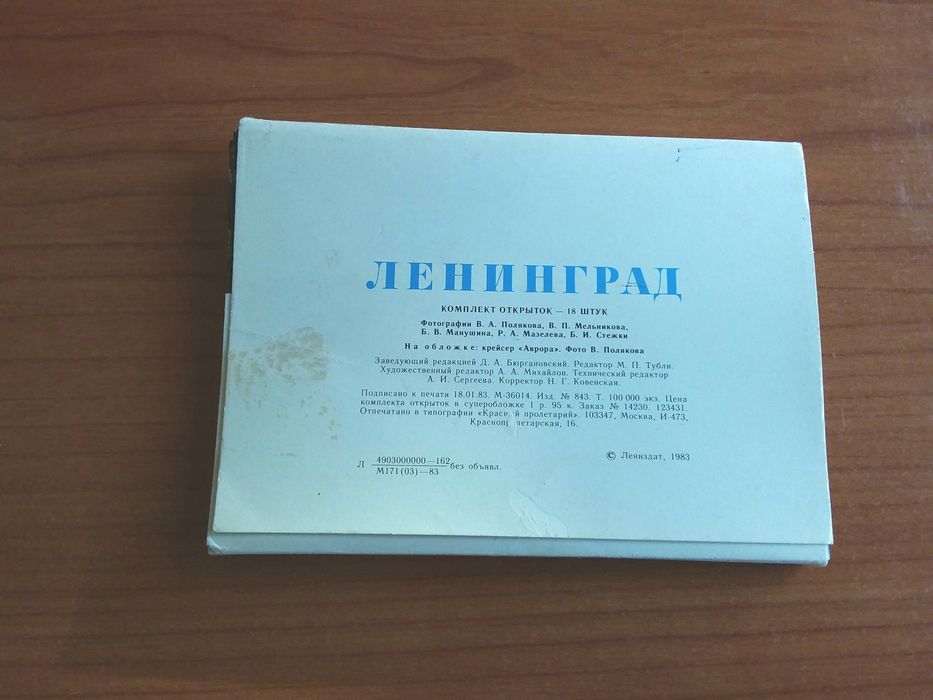 ЛЕНИНГРАД
КОМПЛЕКТ ОТКРЫТОК — 18 ШТУК
Фотографии В. А. Полякова, В. П. Мельникова,
Б. В. Манушина, Р. А. Мазелева, Б. И. Стежки
На обложке: крейсер «Аврора». Фото В. Полякова
Заведующий редакцией Д. А. Бюргановский. Редактор М. П. Тубли.
Художественный редактор А. А. Михайлов. Технический редактор
А. И. Сергеева. Корректор Н. Г. Ковенская.
Подписано к печати 18.01.83. М-36014. Изд. № 843. Т. 100 000 экз. Цена
комплекта открыток в суперобложке 1 р. 95 к. Заказ № 14230. 123431.
Отпечатано в типографии «Красный пролетарий». 103347, Москва, И-473,
Краснопролетарская, 16.
Л 4903000000—162 без объявл.
М171(03)—83
© Лениздат, 1983